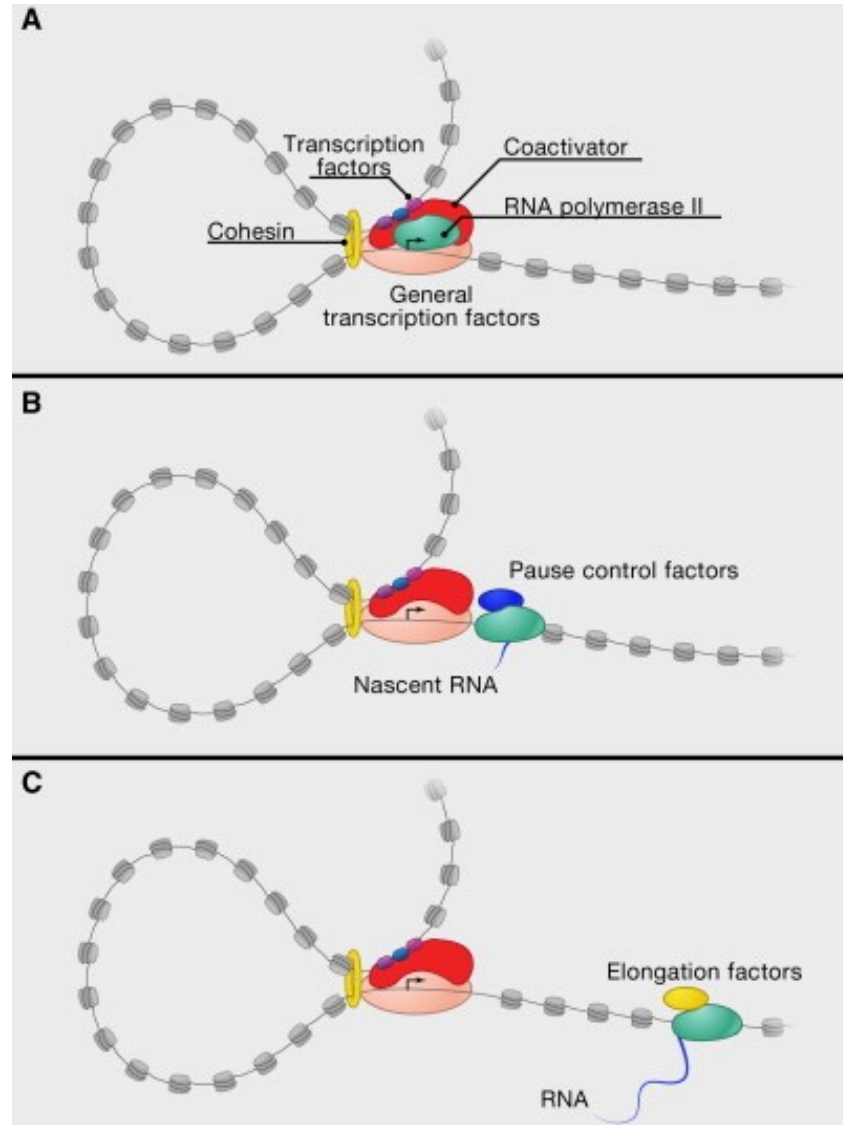 A
Transcription
factors
Coactivator
RNA polymerase II
Cohesin
General
transcription factors
B
Pause control factors
Nascent RNA
C
Elongation factors
RNA